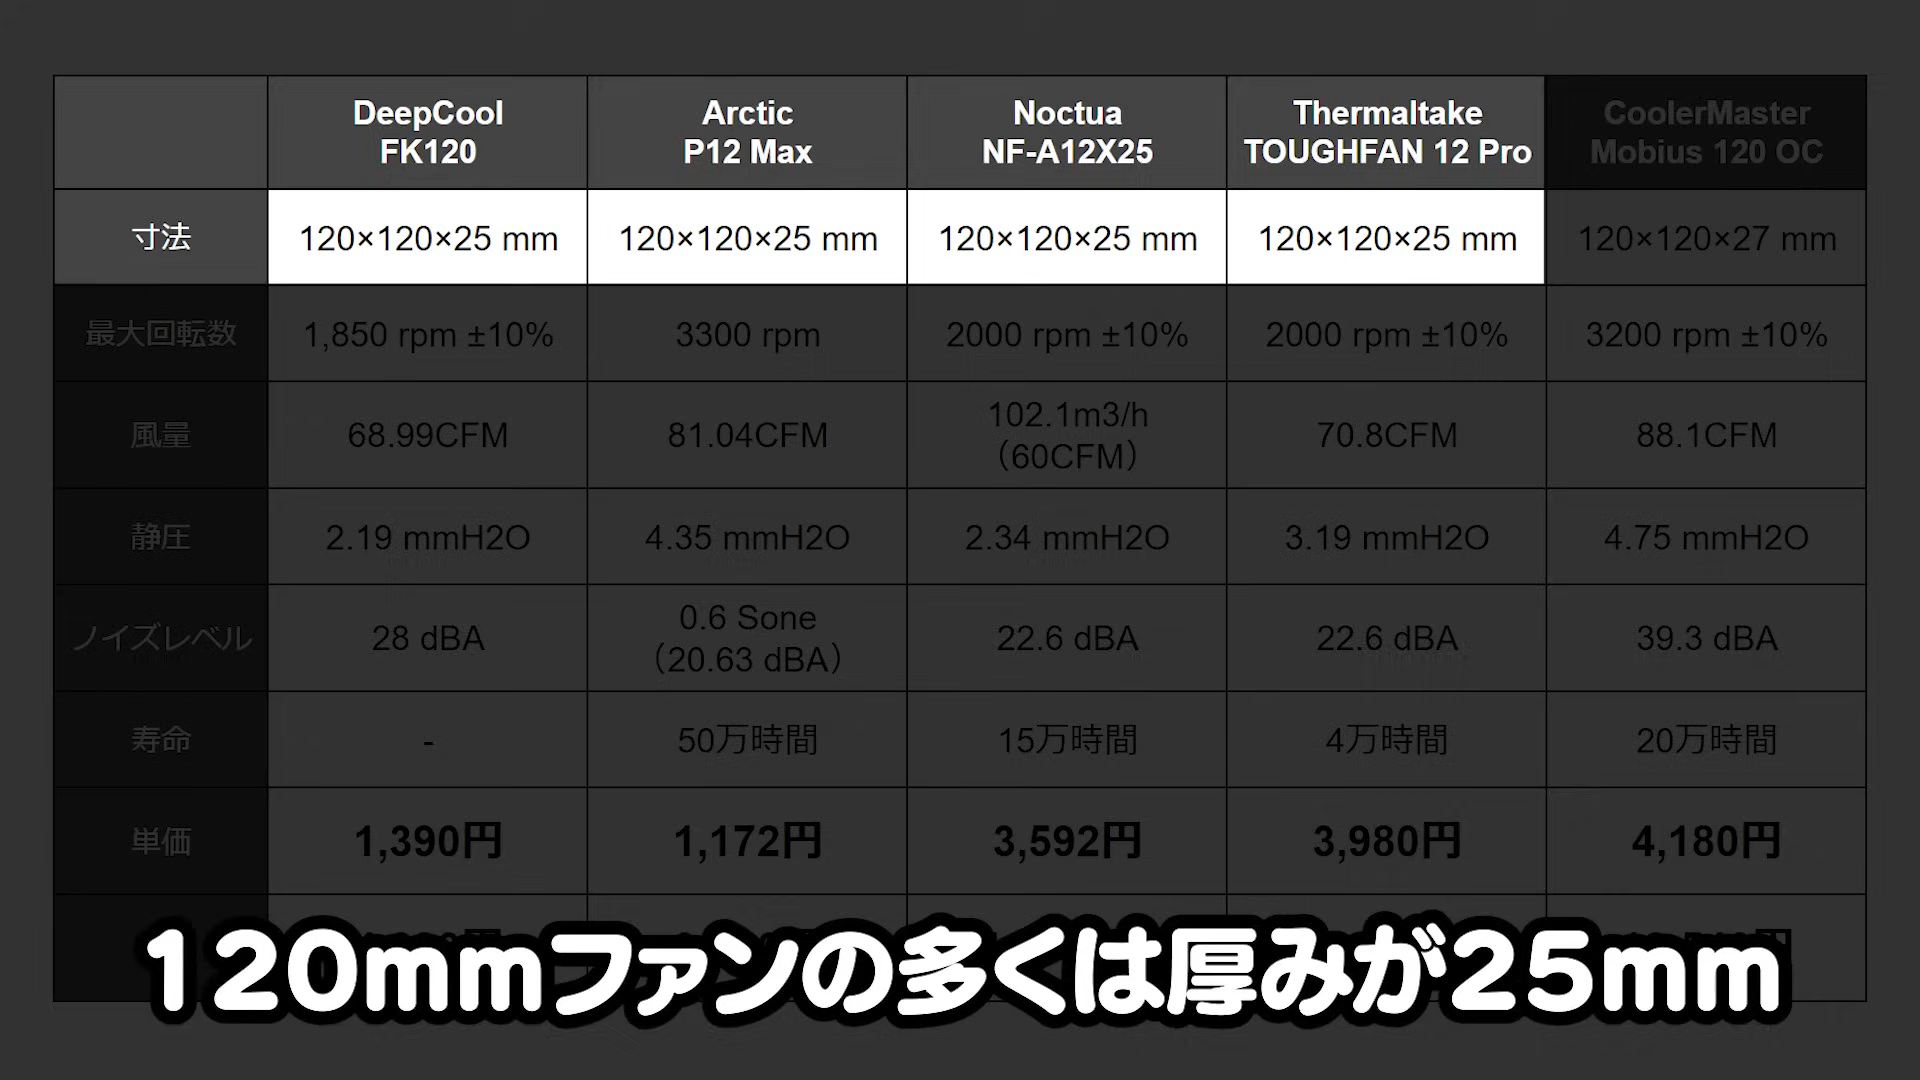 DeepCool
FK120
Arctic
P12 Max
Noctua
NF-A12X25
Thermaltake
TOUGHFAN 12 Pro
CoolerMaster
Mobius 120 OC
寸法
120×120×25 mm
120×120×25 mm
120×120×25 mm
120×120×25 mm
120×120×27 mm
最大回転数
1,850 rpm ±10%
3300 rpm
2000 rpm ±10%
2000 rpm ±10%
3200 rpm ±10%
風量
68.99CFM
81.04CFM
102.1m3/h
（60CFM）
70.8CFM
88.1CFM
静圧
2.19 mmH2O
4.35 mmH2O
2.34 mmH2O
3.19 mmH2O
4.75 mmH2O
ノイズレベル
28 dBA
0.6 Sone
（20.63 dBA）
22.6 dBA
22.6 dBA
39.3 dBA
寿命
-
50万時間
15万時間
4万時間
20万時間
単価
1,390円
1,172円
3,592円
3,980円
4,180円
120mmファンの多くは厚みが25mm